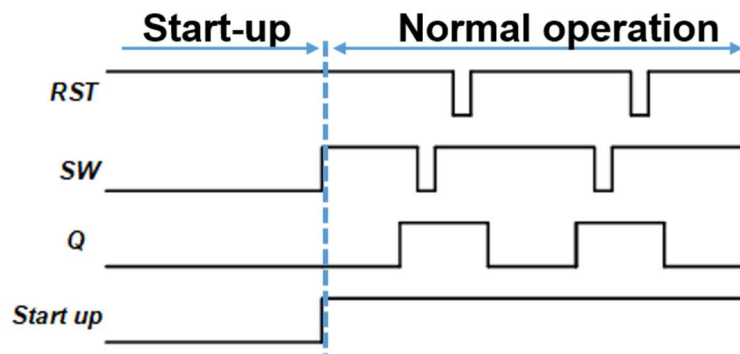 Start-up Normal operation
RST
SW
Q
Start up